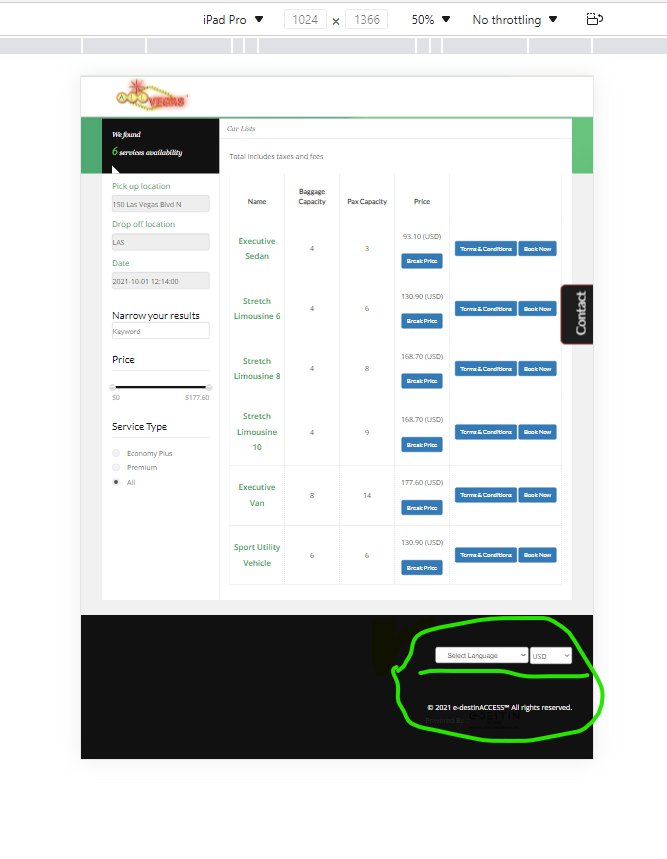 iPad Pro ▼ 1024 × 1366 50% ▼ No throttling ▼
VEGAS
We found
6 services availability
Car Lists
Total includes taxes and fees
Pick up location
150 Las Vegas Blvd N
Drop off location
LAS
Date
2021-10-01 12:14:00
Narrow your results
Keyword
Price
$0 $177.60
Service Type
Economy Plus
Premium
All
Name Baggage Capacity Pax Capacity Price
Executive Sedan 4 3 93.10 (USD) Break Price Terms & Conditions Book Now
Stretch Limousine 6 4 6 130.90 (USD) Break Price Terms & Conditions Book Now
Stretch Limousine 8 4 8 168.70 (USD) Break Price Terms & Conditions Book Now
Stretch Limousine 10 4 9 168.70 (USD) Break Price Terms & Conditions Book Now
Executive Van 8 14 177.60 (USD) Break Price Terms & Conditions Book Now
Sport Utility Vehicle 6 6 130.90 (USD) Break Price Terms & Conditions Book Now
Contact
Select Language USD
© 2021 e-destinACCESS™ All rights reserved.
Powered By